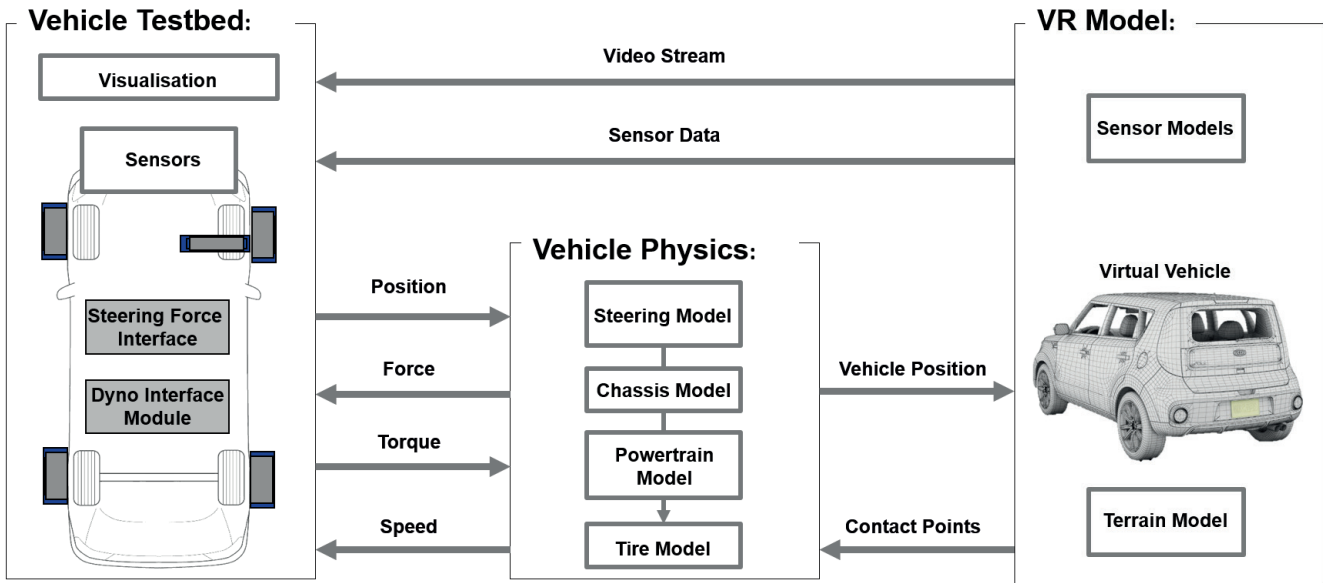 Vehicle Testbed:
Visualisation
Sensors
Steering Force
Interface
Dyno Interface
Module
Video Stream
Sensor Data
Position
Force
Torque
Speed
Vehicle Physics:
Steering Model
Chassis Model
Powertrain
Model
Tire Model
Vehicle Position
Contact Points
VR Model:
Sensor Models
Virtual Vehicle
Terrain Model